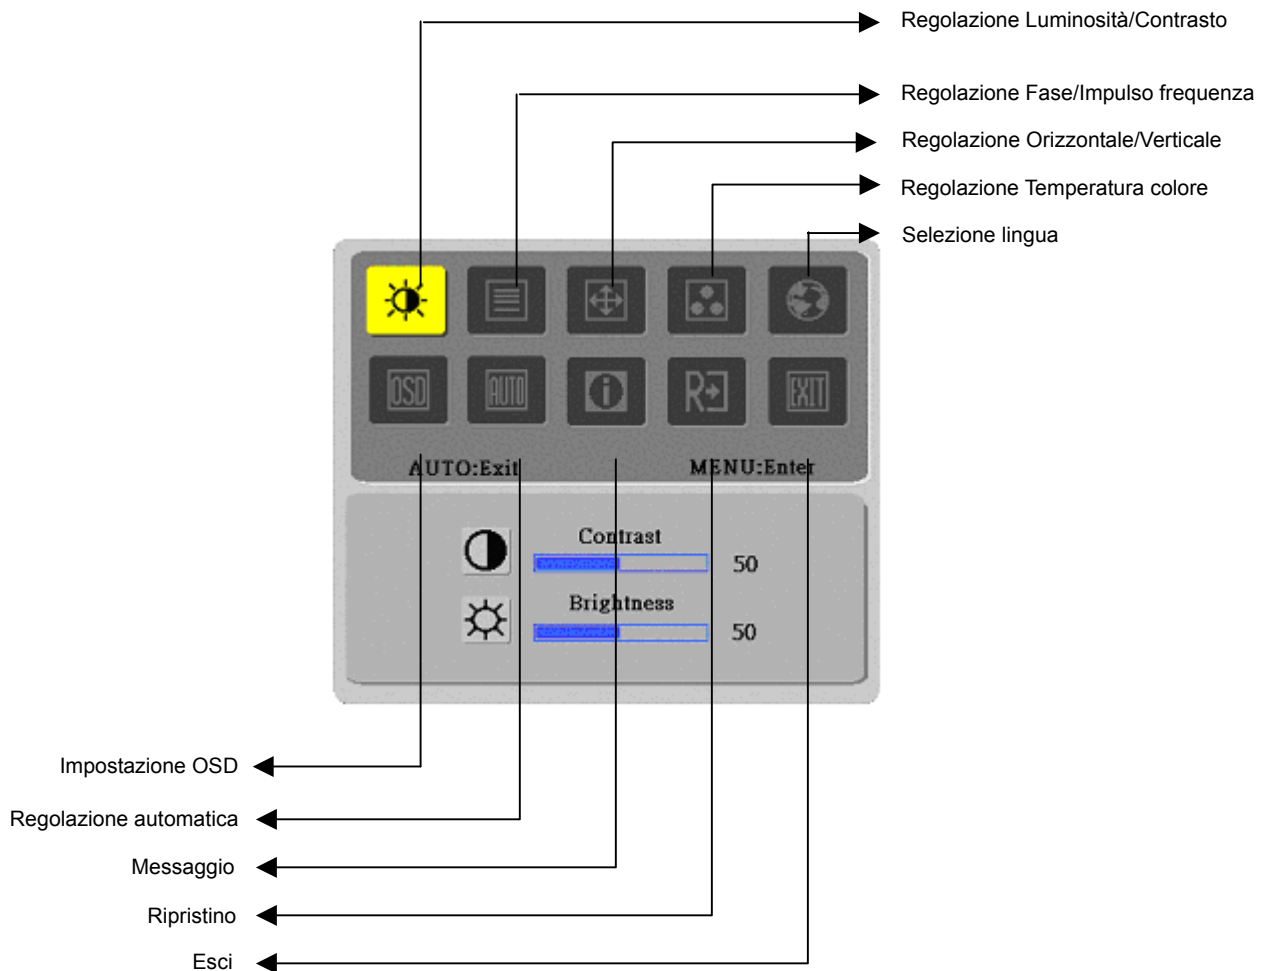 Regolazione Luminosità/Contrasto
Regolazione Fase/Impulso frequenza
Regolazione Orizzontale/Verticale
Regolazione Temperatura colore
Selezione lingua
OSD AUTO i R EXIT
AUTO:Exit MENU:Enter
Contrast
50
Brightness
50
Impostazione OSD
Regolazione automatica
Messaggio
Ripristino
Esci